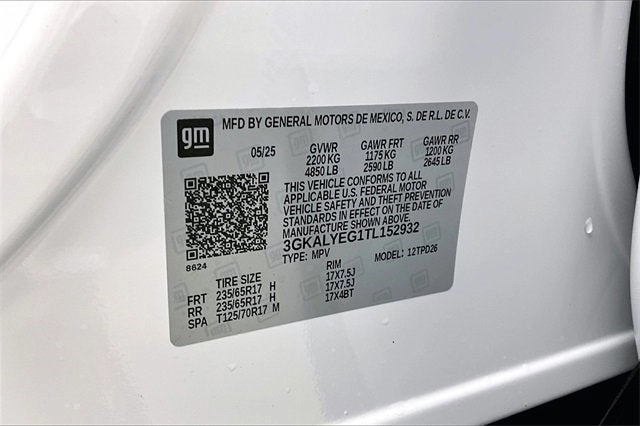 gm
MFD BY GENERAL MOTORS DE MEXICO, S. DE R.L. DE C.V.
05/25 GVWR GAWR FRT GAWR RR
2200 KG 1175 KG 1200 KG
4850 LB 2590 LB 2645 LB
THIS VEHICLE CONFORMS TO ALL
APPLICABLE U.S. FEDERAL MOTOR
VEHICLE SAFETY AND THEFT PREVENTION
STANDARDS IN EFFECT ON THE DATE OF
MANUFACTURE SHOWN ABOVE.
3GKALYEG1TL152932
8624 TYPE: MPV MODEL: 12TPD26
TIRE SIZE RIM
FRT 235/65R17 H 17X7.5J
RR 235/65R17 H 17X7.5J
SPA T125/70R17 M 17X4BT